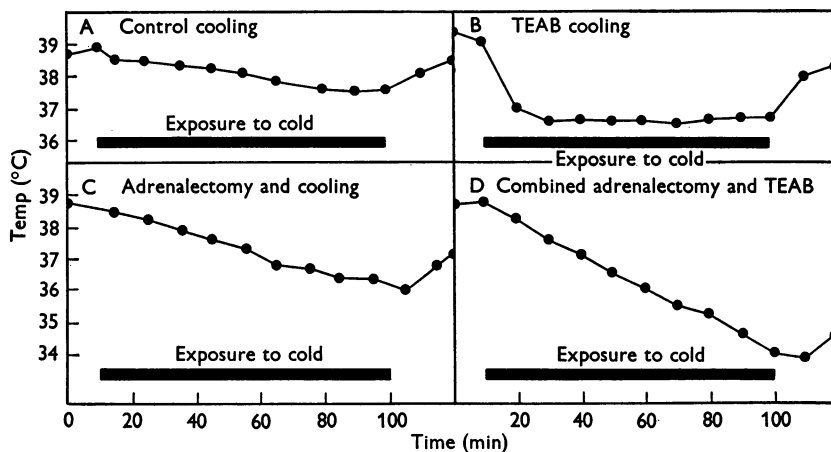 A Control cooling
39
38
37
36
Exposure to cold
B TEAB cooling
Exposure to cold
C Adrenalectomy and cooling
39
38
37
36
35
34
Exposure to cold
0 20 40 60 80 100
D Combined adrenalectomy and TEAB
Exposure to cold
20 40 60 80 100
Temp (°C)
Time (min)